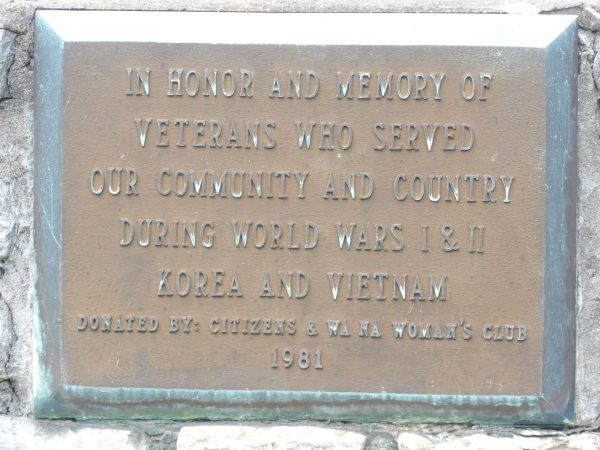 IN HONOR AND MEMORY OF
VETERANS WHO SERVED
OUR COMMUNITY AND COUNTRY
DURING WORLD WARS I & II
KOREA AND VIETNAM
DONATED BY: CITIZENS & WA NA WOMAN'S CLUB
1981